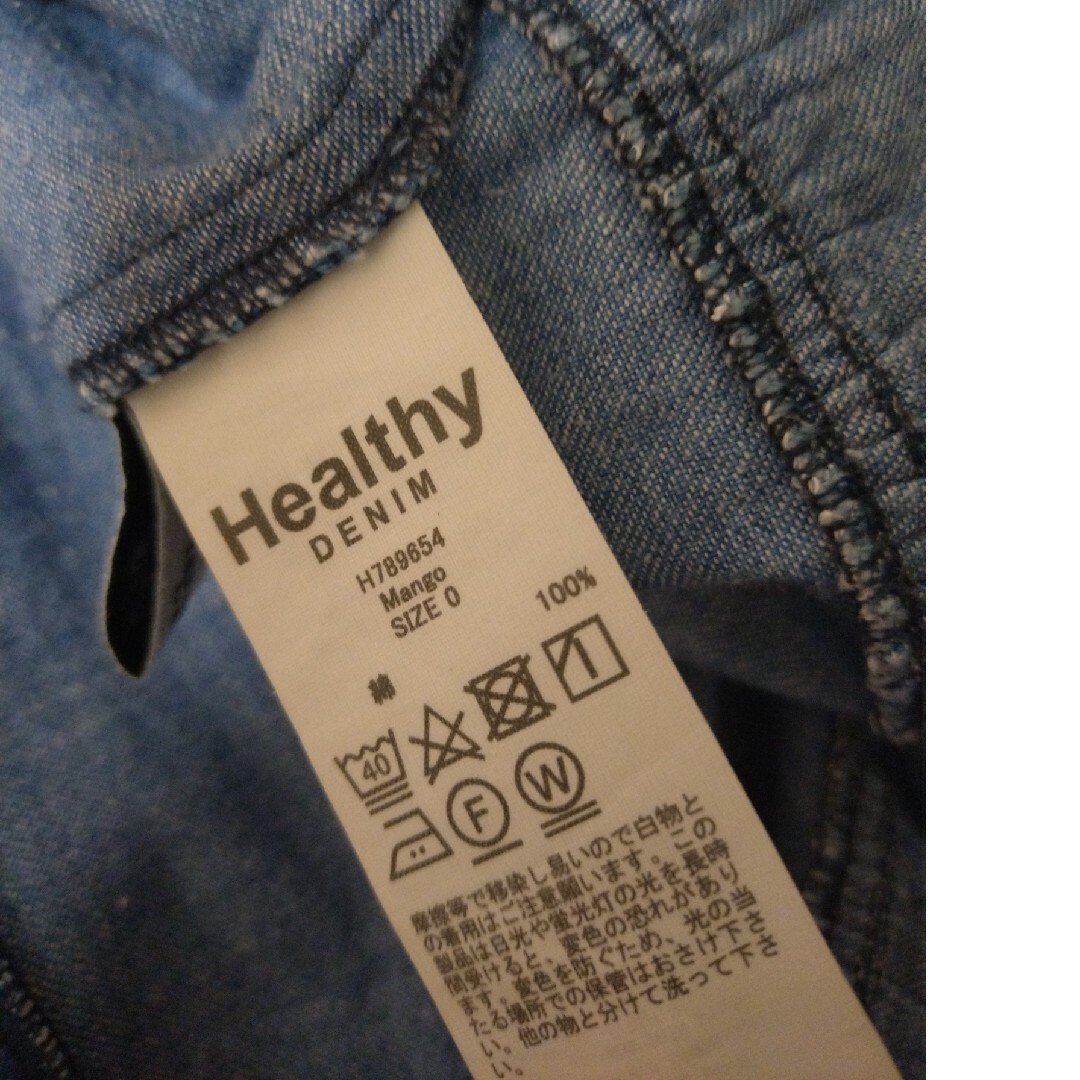 Healthy
DENIM
H789654
Mango
SIZE 0
綿 100%
40
F W
摩擦等で移染し易いので白物と
の着用はご注意願います。この
製品は日光や蛍光灯の光を長時
間受けると、変色の恐れがあり
ます。変色を防ぐため、光の当
たる場所での保管はおさけ下さ
い。他の物と分けて洗って下さ
い。